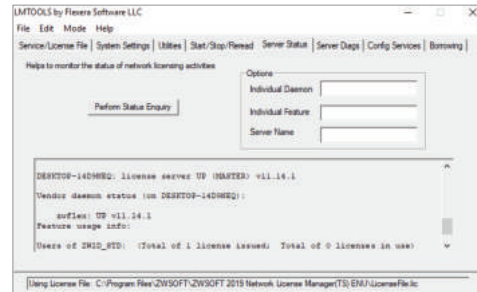 LMTOOLS by Flexera Software LLC
File Edit Mode Help
Service/License File | System Settings | Utilities | Start/Stop/Reread | Server Status | Server Diags | Config Services | Borrowing
Helps to monitor the status of network licensing activities
Options
Individual Daemon
Perform Status Enquiry
Individual Feature
Server Name
DESKTOP-14D9NEQ: license server UP (MASTER) v11.14.1
Vendor daemon status (on DESKTOP-14D9NEQ):
zwflex: UP v11.14.1
Feature usage info:
Users of ZWID_STD: (Total of 1 license issued; Total of 0 licenses in use)
Using License File: C:\Program Files\ZWSOFT\ZWSOFT 2019 Network License Manager(TS) ENU\LicenseFile.lic